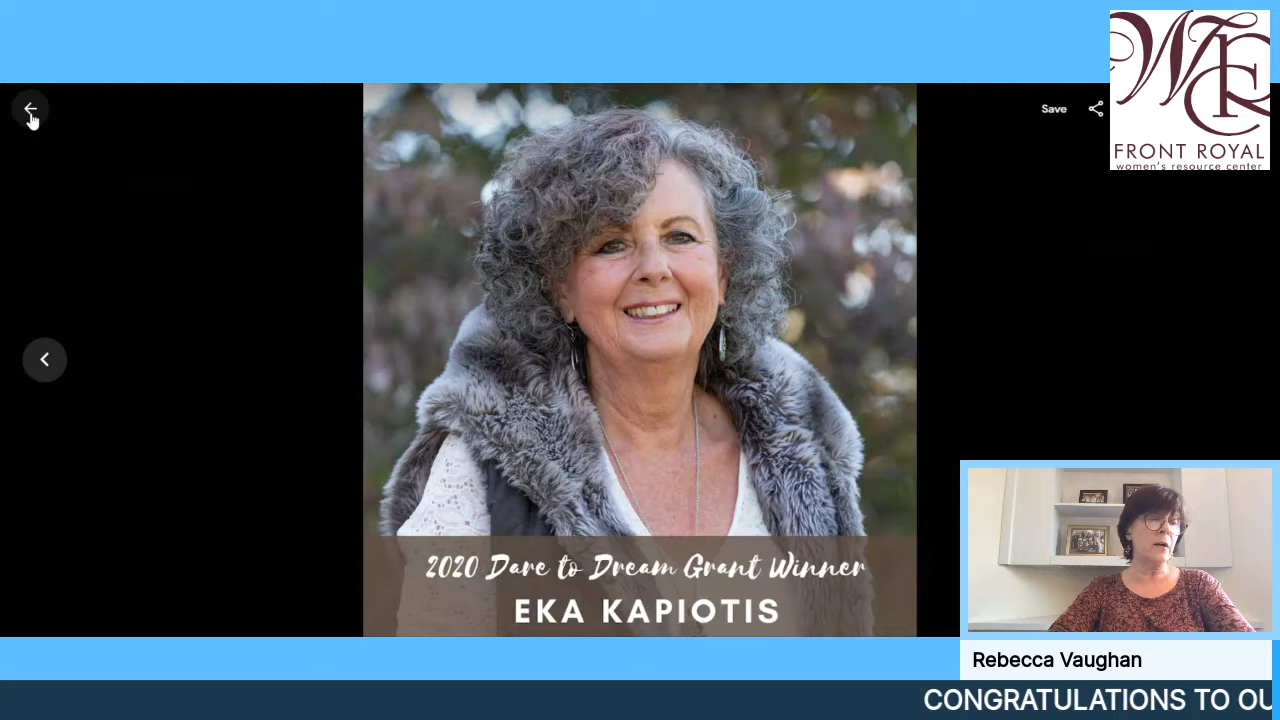 Save
WRC
FRONT ROYAL
women's resource center
2020 Dare to Dream Grant Winner
EKA KAPIOTIS
Rebecca Vaughan
CONGRATULATIONS TO OU